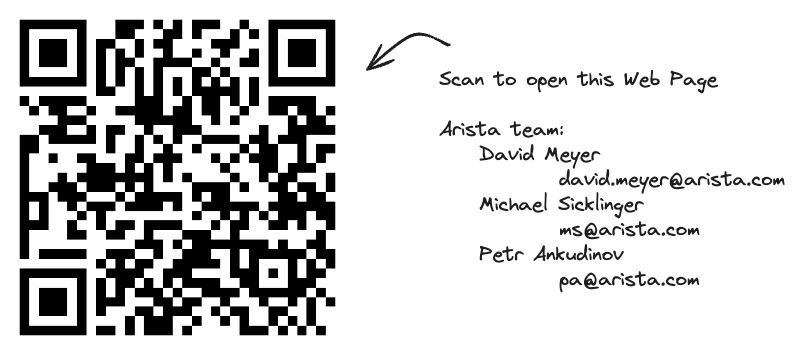 Scan to open this Web Page
Arista team:
David Meyer
david.meyer@arista.com
Michael Sicklinger
ms@arista.com
Petr Ankudinov
pa@arista.com